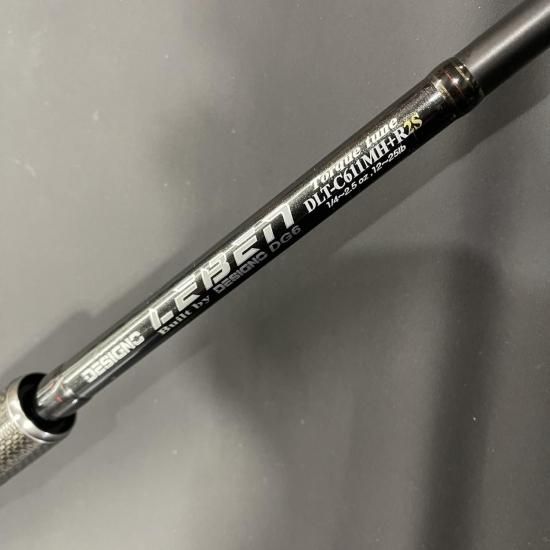 DESIGNO LEBEN
Built by DESIGNO DG6
Torque tune
DLT-C611MH+R2S
1/4~2.5 oz , 12~25lb